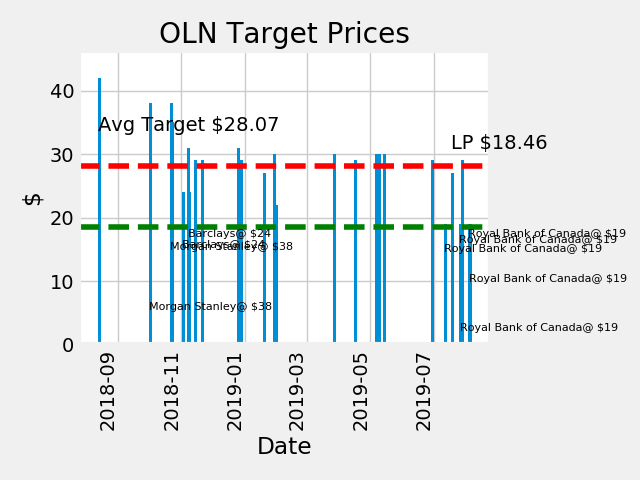 OLN Target Prices
40
Avg Target $28.07
LP $18.46
30
$
20
Barclays@ $24
Royal Bank of Canada@ $19
Royal Bank of Canada@ $19
Barclays@ $24
Morgan Stanley@ $38
Royal Bank of Canada@ $19
10
Royal Bank of Canada@ $19
Morgan Stanley@ $38
Royal Bank of Canada@ $19
0
2018-09
2018-11
2019-01
2019-03
2019-05
2019-07
Date